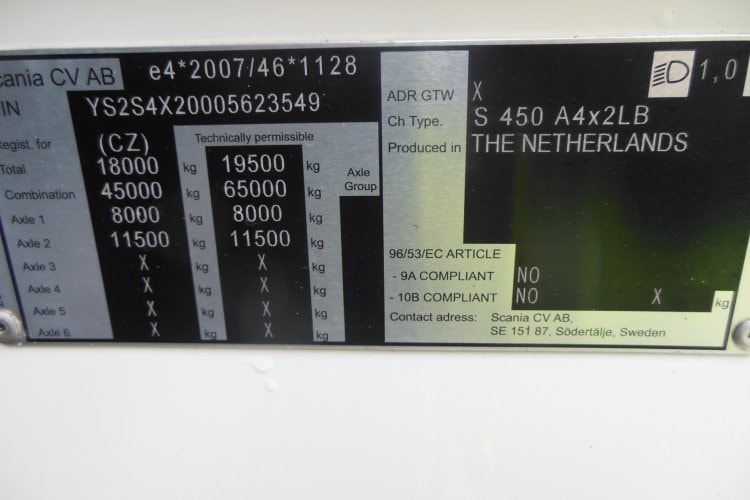 cania CV AB e4*2007/46*1128
IN YS2S4X20005623549
Regist. for (CZ) Technically permissible
Total 18000 kg 19500 kg Axle
Combination 45000 kg 65000 kg Group
Axle 1 8000 kg 8000 kg
Axle 2 11500 kg 11500 kg
Axle 3 X kg X kg
Axle 4 X kg X kg
Axle 5 X kg X kg
Axle 6 X kg X kg
1,0
ADR GTW X
Ch Type. S 450 A4x2LB
Produced in THE NETHERLANDS
96/53/EC ARTICLE
- 9A COMPLIANT NO
- 10B COMPLIANT NO X kg
Contact adress: Scania CV AB,
SE 151 87, Södertälje, Sweden